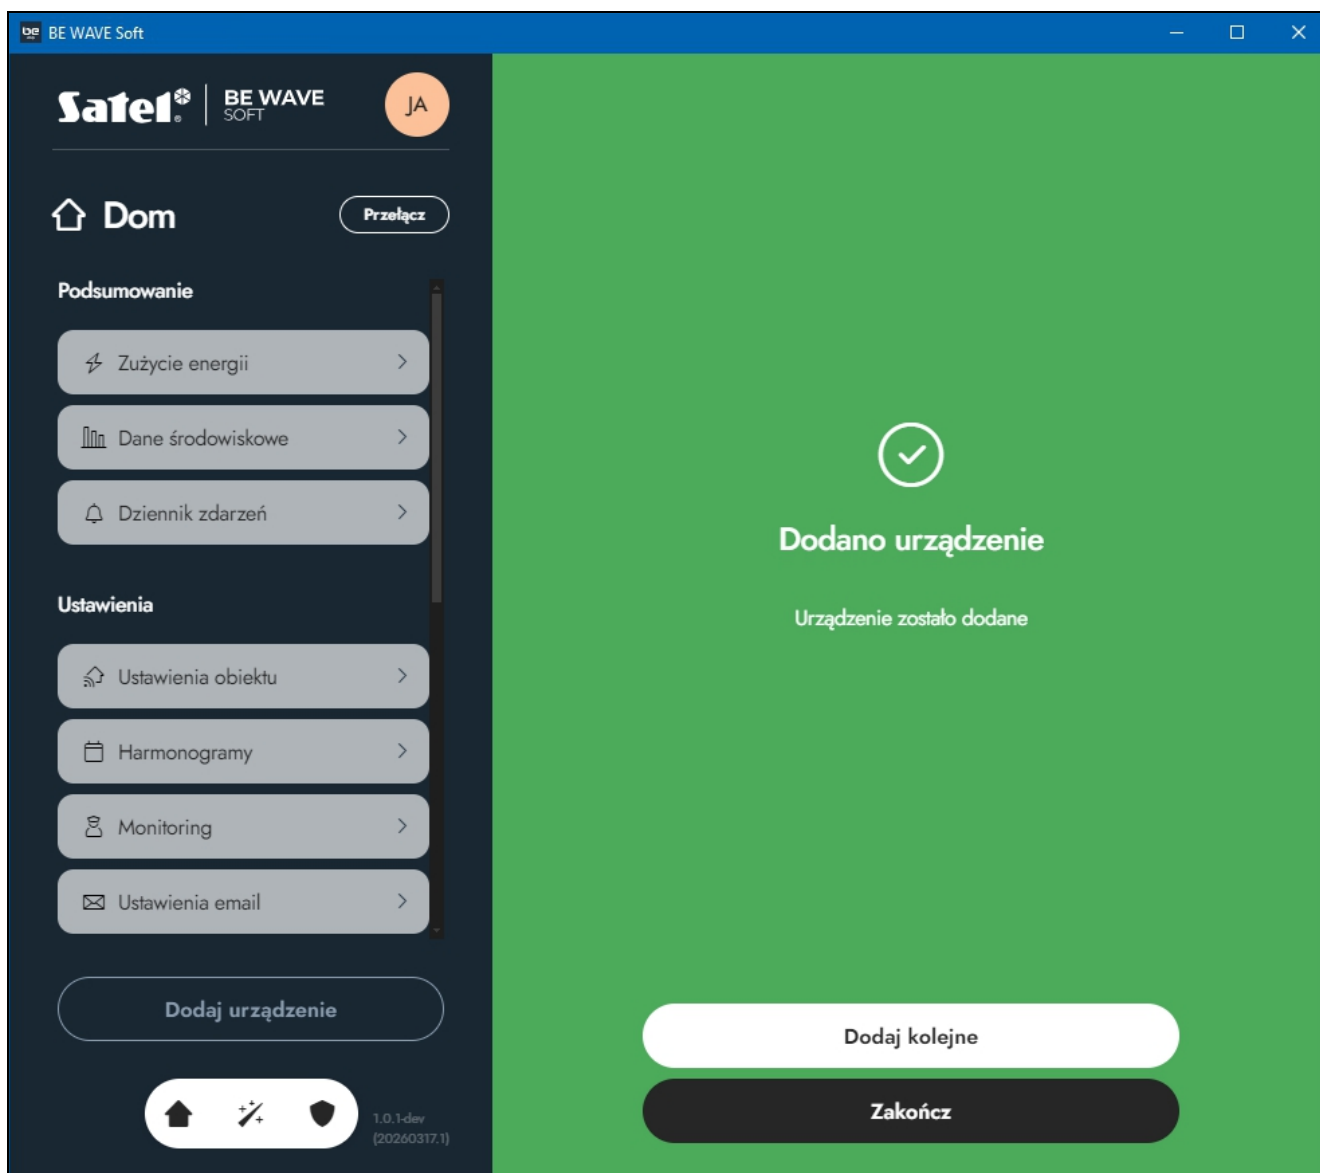 be
BE WAVE Soft
Satel®
BE WAVE
SOFT
JA
Dom
Przełącz
Podsumowanie
Zużycie energii
Dane środowiskowe
Dziennik zdarzeń
Ustawienia
Ustawienia obiektu
Harmonogramy
Monitoring
Ustawienia email
Dodaj urządzenie
1.0.1-dev
(20260317.1)
Dodano urządzenie
Urządzenie zostało dodane
Dodaj kolejne
Zakończ